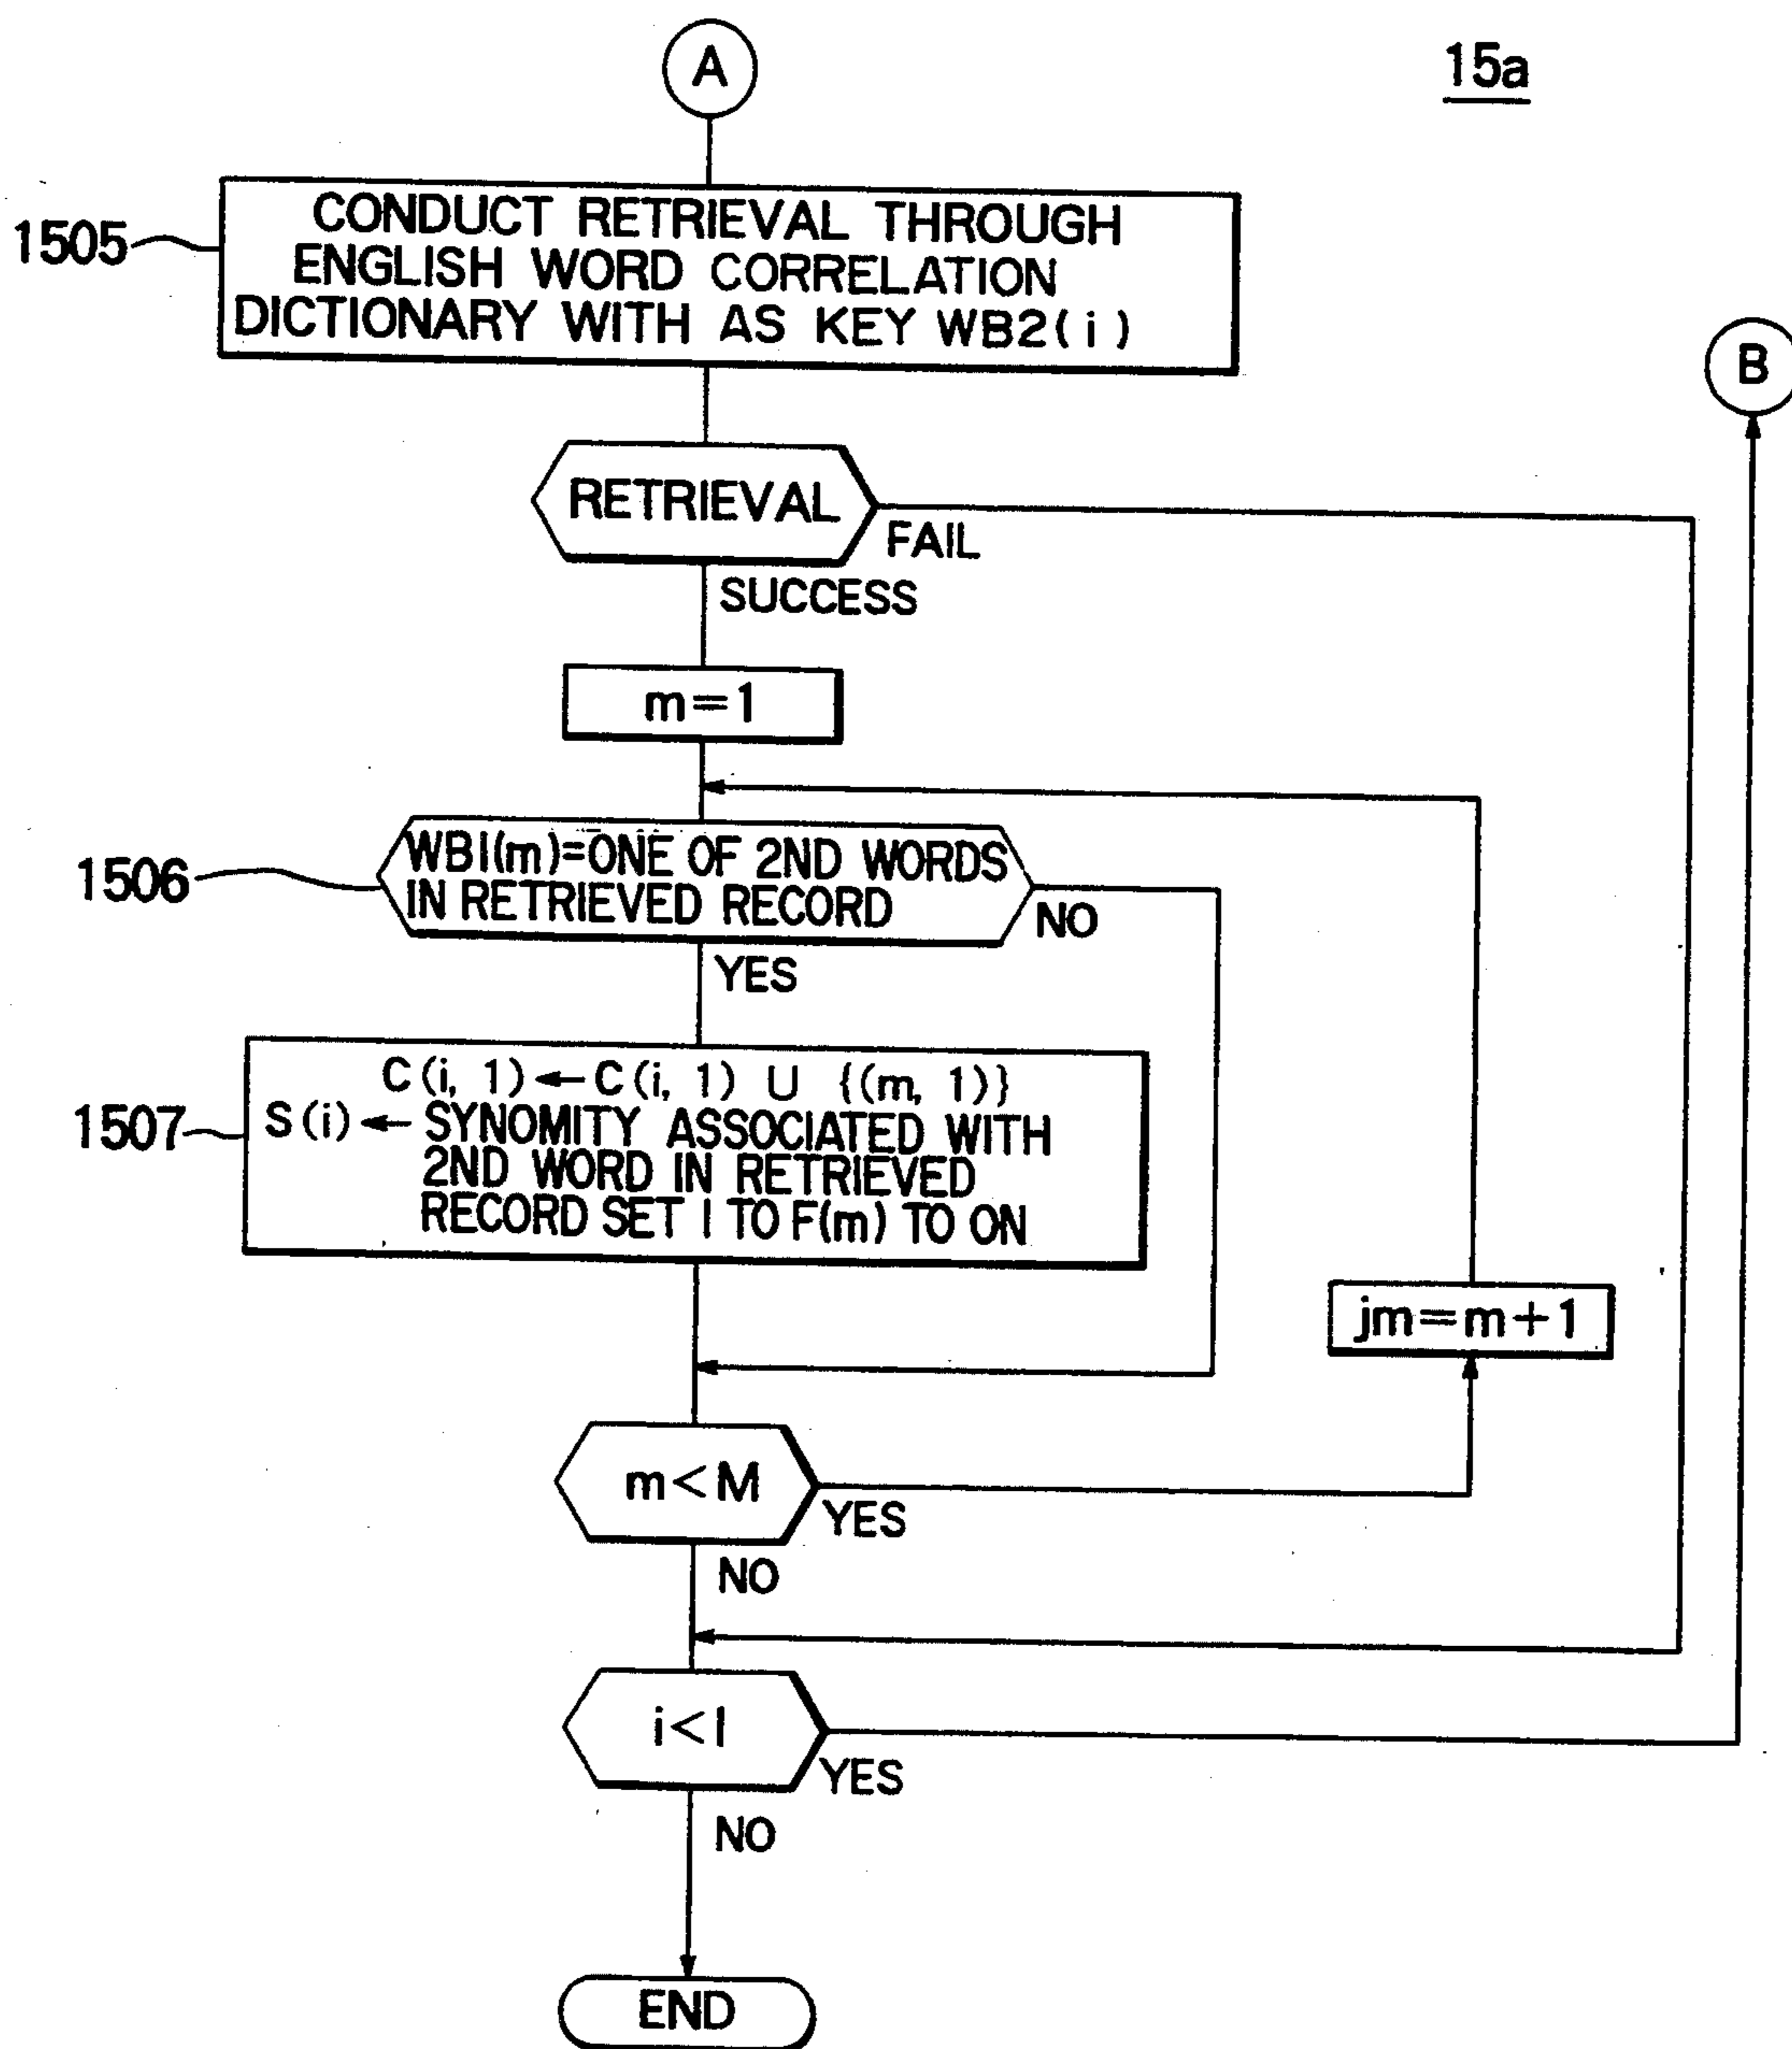 A
15a
1505
CONDUCT RETRIEVAL THROUGH
ENGLISH WORD CORRELATION
DICTIONARY WITH AS KEY WB2(i)
B
RETRIEVAL
FAIL
SUCCESS
m=1
1506
WBI(m)=ONE OF 2ND WORDS
IN RETRIEVED RECORD
NO
YES
1507
C(i, 1) ← C(i, 1) ∪ {(m, 1)}
S(i) ← SYNOMITY ASSOCIATED WITH
2ND WORD IN RETRIEVED
RECORD SET I TO F(m) TO ON
jm=m+1
m<M
YES
NO
i<I
YES
NO
END